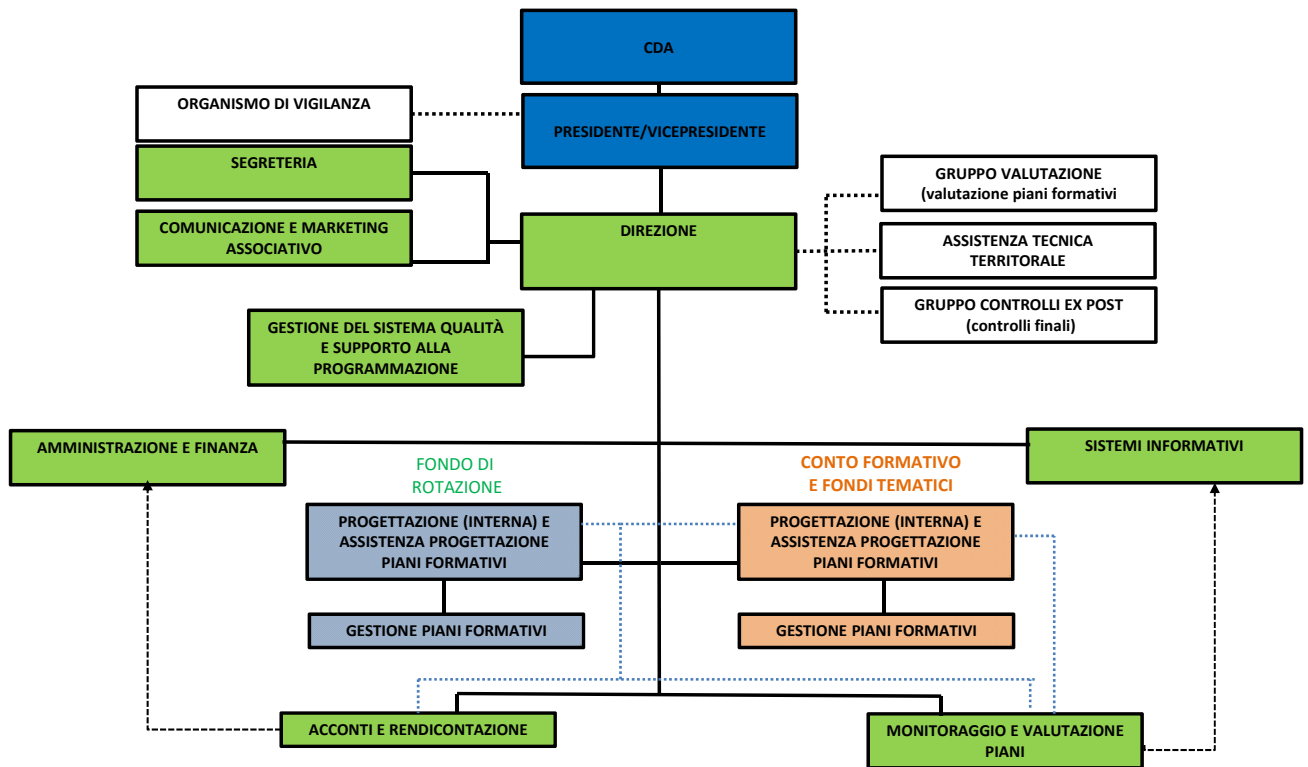 CDA
ORGANISMO DI VIGILANZA
PRESIDENTE/VICEPRESIDENTE
SEGRETERIA
GRUPPO VALUTAZIONE
(valutazione piani formativi
COMUNICAZIONE E MARKETING
ASSOCIATIVO
DIREZIONE
ASSISTENZA TECNICA
TERRITORALE
GRUPPO CONTROLLI EX POST
(controlli finali)
GESTIONE DEL SISTEMA QUALITÀ
E SUPPORTO ALLA
PROGRAMMAZIONE
AMMINISTRAZIONE E FINANZA
SISTEMI INFORMATIVI
FONDO DI
ROTAZIONE
CONTO FORMATIVO
E FONDI TEMATICI
PROGETTAZIONE (INTERNA) E
ASSISTENZA PROGETTAZIONE
PIANI FORMATIVI
PROGETTAZIONE (INTERNA) E
ASSISTENZA PROGETTAZIONE
PIANI FORMATIVI
GESTIONE PIANI FORMATIVI
GESTIONE PIANI FORMATIVI
ACCONTI E RENDICONTAZIONE
MONITORAGGIO E VALUTAZIONE
PIANI